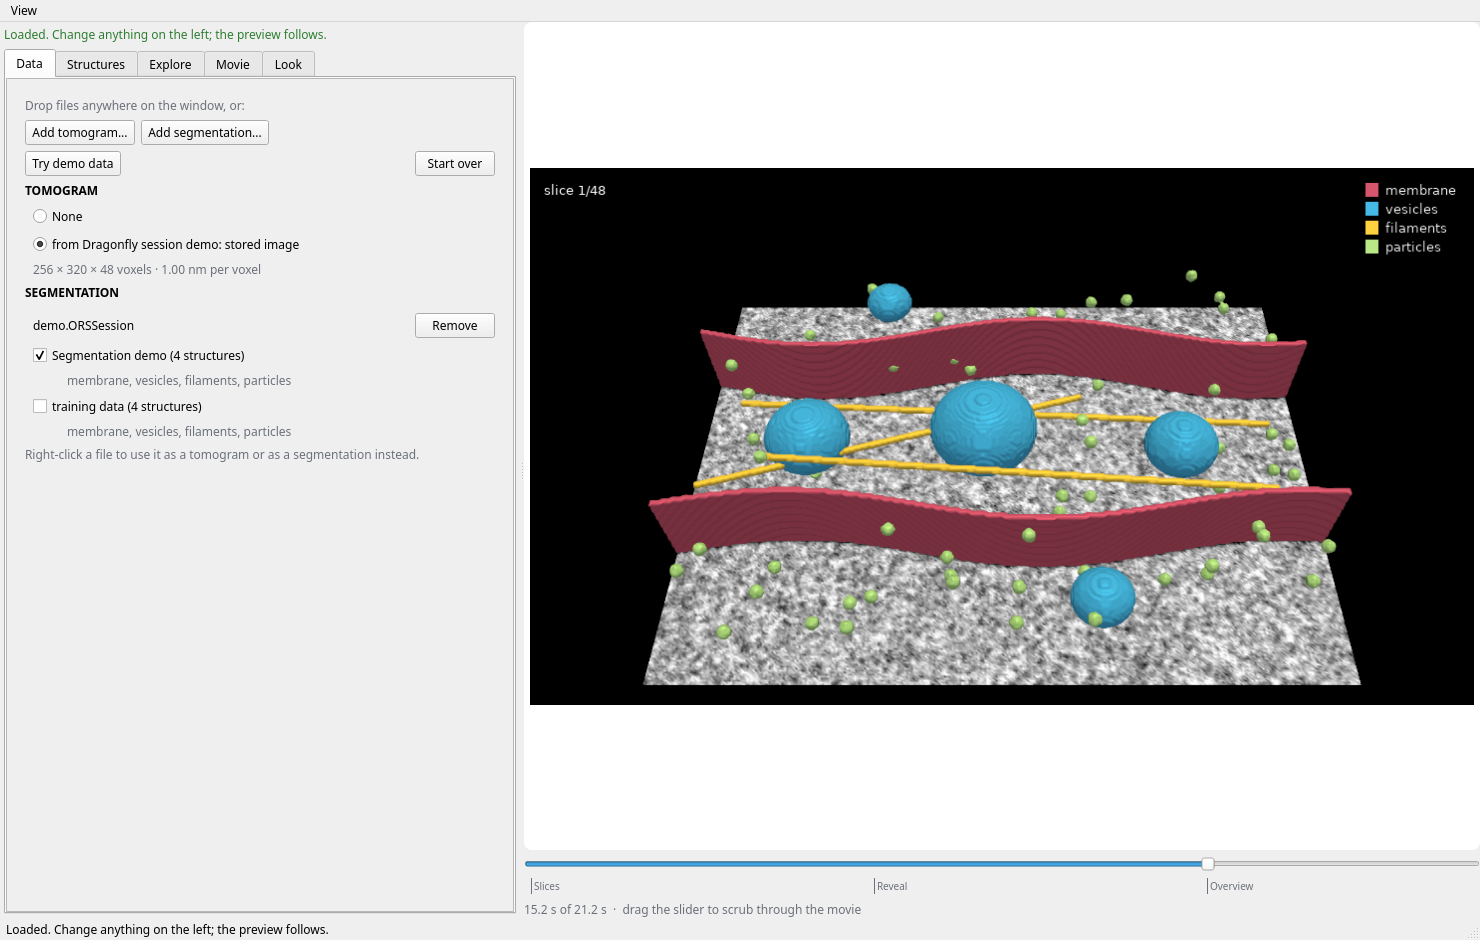 View
Loaded. Change anything on the left; the preview follows.
Data Structures Explore Movie Look
Drop files anywhere on the window, or:
Add tomogram... Add segmentation...
Try demo data Start over
TOMOGRAM
None
from Dragonfly session demo: stored image
256 × 320 × 48 voxels · 1.00 nm per voxel
SEGMENTATION
demo.ORSSession Remove
Segmentation demo (4 structures)
membrane, vesicles, filaments, particles
training data (4 structures)
membrane, vesicles, filaments, particles
Right-click a file to use it as a tomogram or as a segmentation instead.
slice 1/48
membrane
vesicles
filaments
particles
Slices Reveal Overview
15.2 s of 21.2 s · drag the slider to scrub through the movie
Loaded. Change anything on the left; the preview follows.